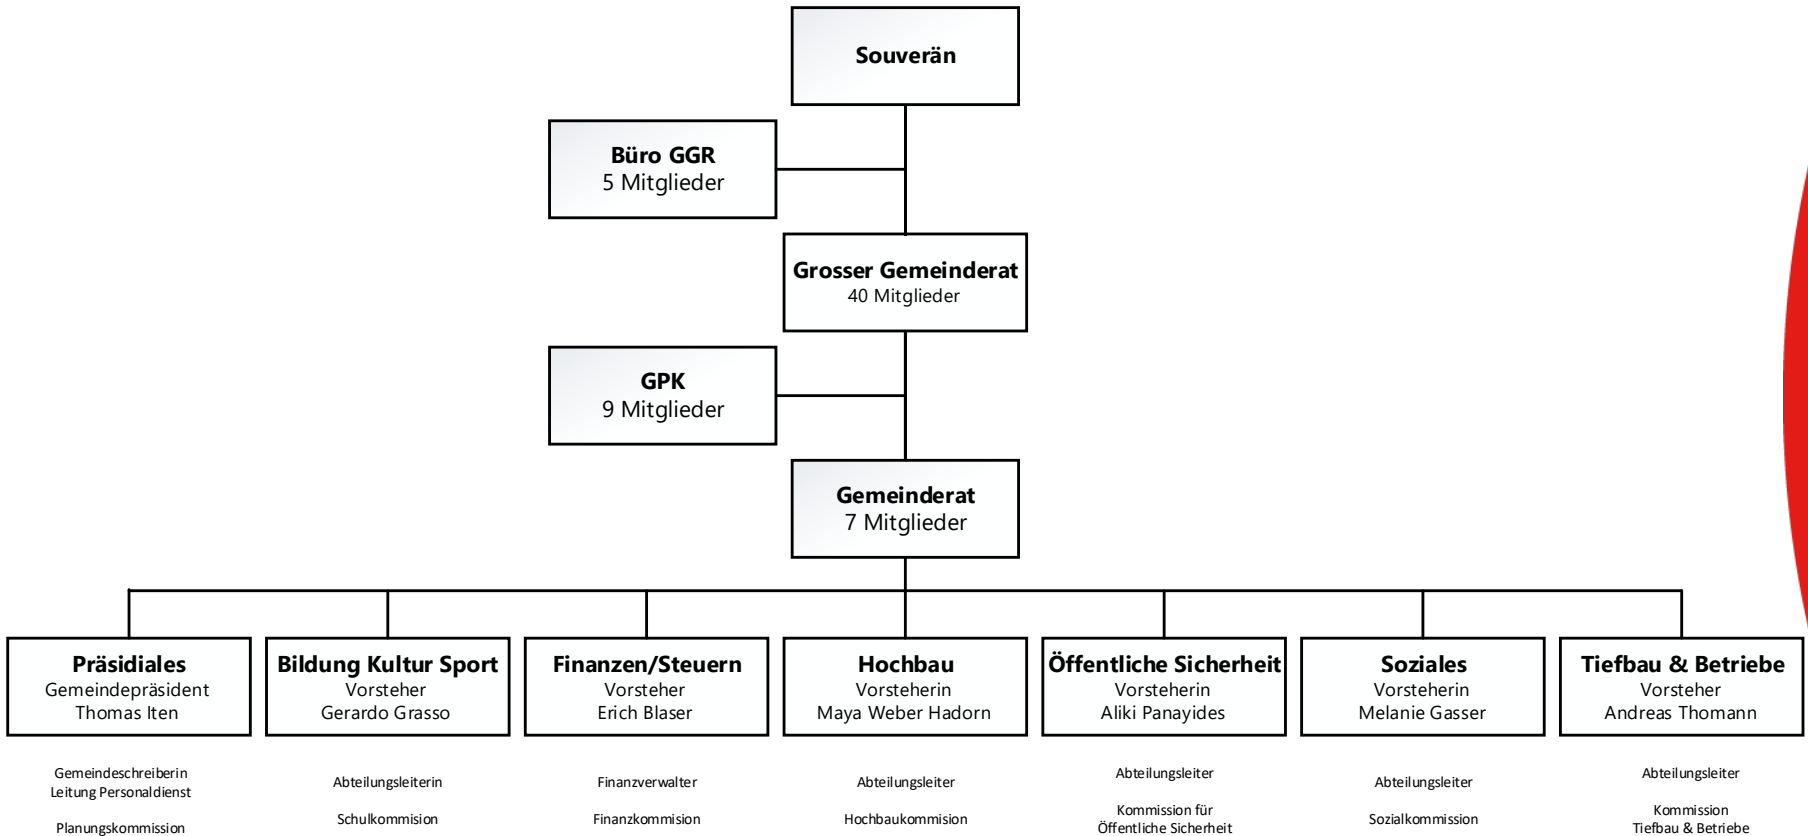 Souverän
Büro GGR
5 Mitglieder
Grosser Gemeinderat
40 Mitglieder
GPK
9 Mitglieder
Gemeinderat
7 Mitglieder
Präsidiales
Gemeindepräsident
Thomas Iten
Bildung Kultur Sport
Vorsteher
Gerardo Grasso
Finanzen/Steuern
Vorsteher
Erich Blaser
Hochbau
Vorsteherin
Maya Weber Hadorn
Öffentliche Sicherheit
Vorsteherin
Aliki Panayides
Soziales
Vorsteherin
Melanie Gasser
Tiefbau & Betriebe
Vorsteher
Andreas Thomann
Gemeindeschreiberin
Leitung Personaldienst
Planungskommission
Abteilungsleiterin
Schulkommision
Finanzverwalter
Finanzkommision
Abteilungsleiter
Hochbaukommision
Abteilungsleiter
Kommission für
Öffentliche Sicherheit
Abteilungsleiter
Sozialkommission
Abteilungsleiter
Kommission
Tiefbau & Betriebe